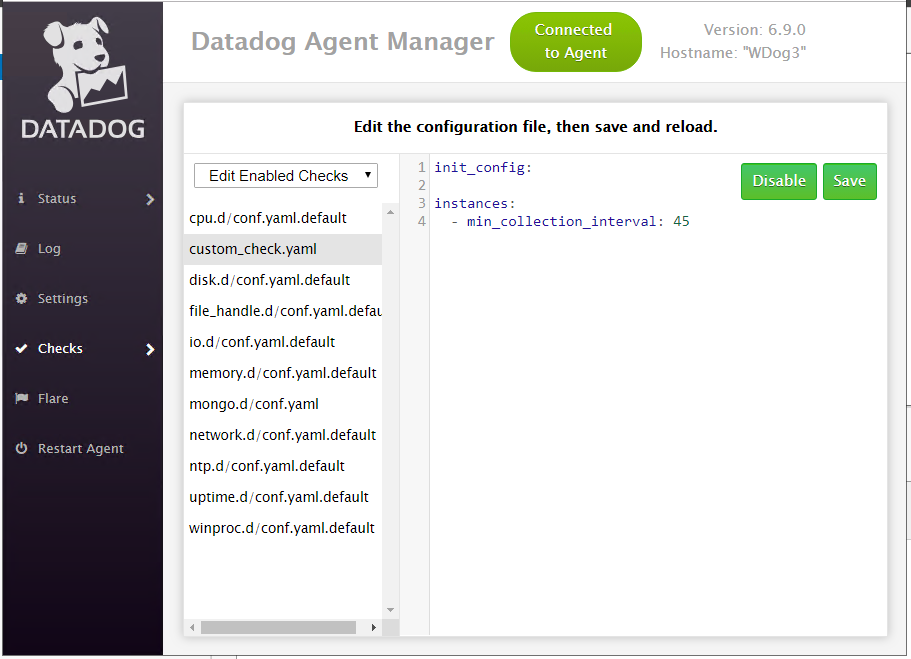 DATADOG
Status
Log
Settings
Checks
Flare
Restart Agent
Datadog Agent Manager
Connected
to Agent
Version: 6.9.0
Hostname: "WDog3"
Edit the configuration file, then save and reload.
Edit Enabled Checks
cpu.d/conf.yaml.default
custom_check.yaml
disk.d/conf.yaml.default
file_handle.d/conf.yaml.defau
io.d/conf.yaml.default
memory.d/conf.yaml.default
mongo.d/conf.yaml
network.d/conf.yaml.default
ntp.d/conf.yaml.default
uptime.d/conf.yaml.default
winproc.d/conf.yaml.default
1 init_config:
2
3 instances:
4   - min_collection_interval: 45
Disable
Save